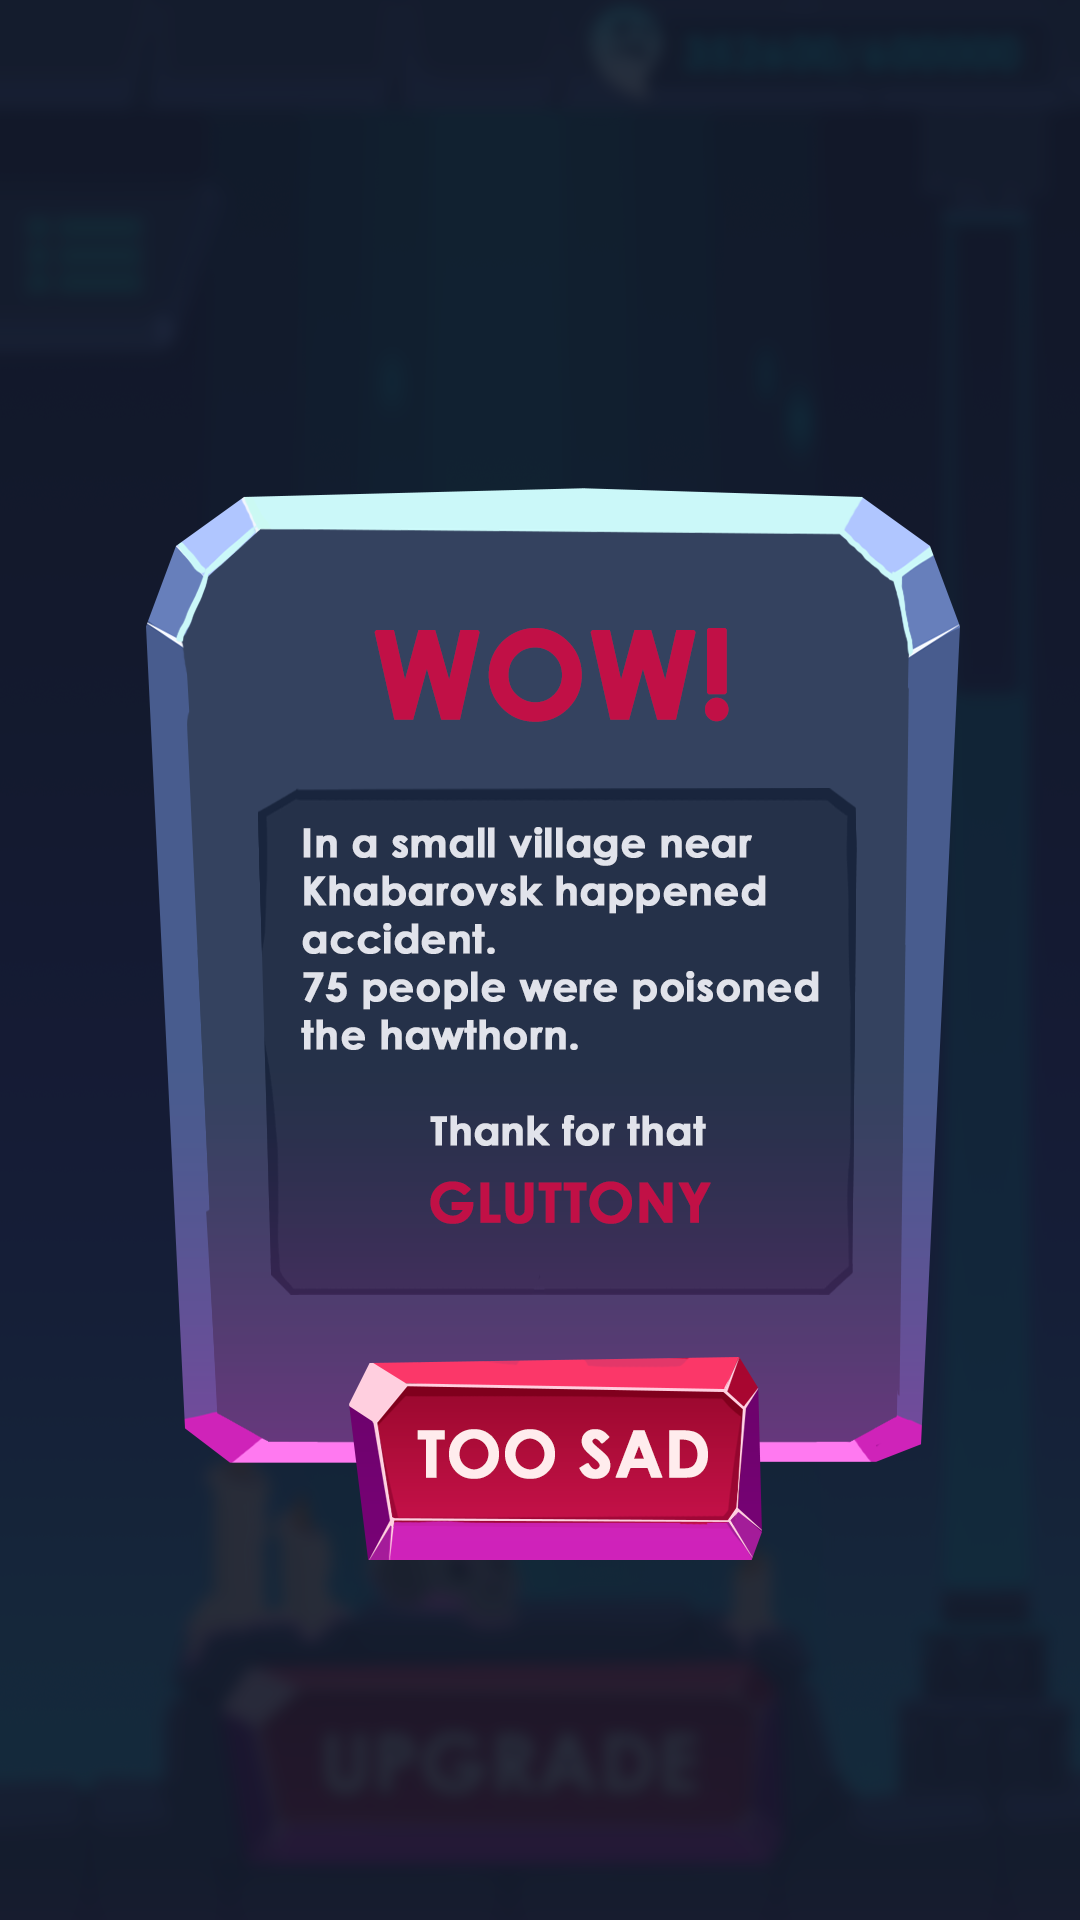 WOW!
In a small village near
Khabarovsk happened
accident.
75 people were poisoned
the hawthorn.
Thank for that
GLUTTONY
TOO SAD
UPGRADE